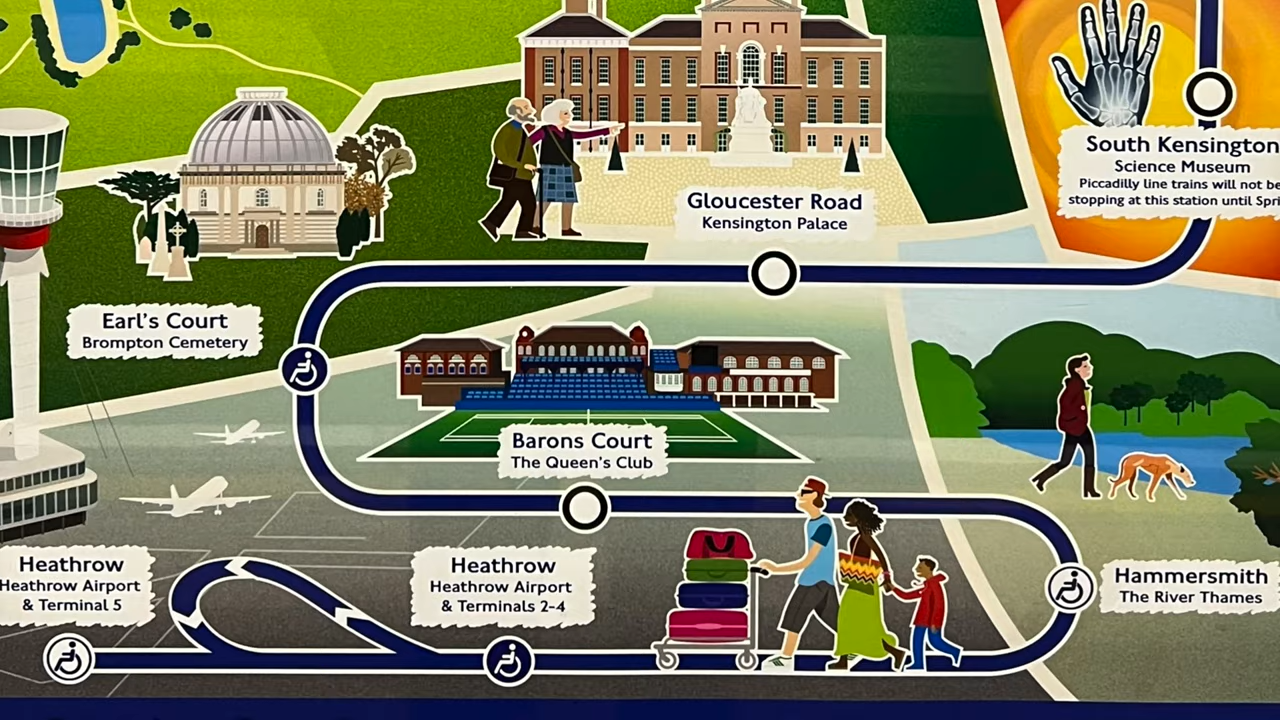 South Kensington
Science Museum
Piccadilly line trains will not be
stopping at this station until
Gloucester Road
Kensington Palace
Earl's Court
Brompton Cemetery
Barons Court
The Queen's Club
Heathrow
Heathrow Airport
& Terminal 5
Heathrow
Heathrow Airport
& Terminals 2-4
Hammersmith
The River Thames